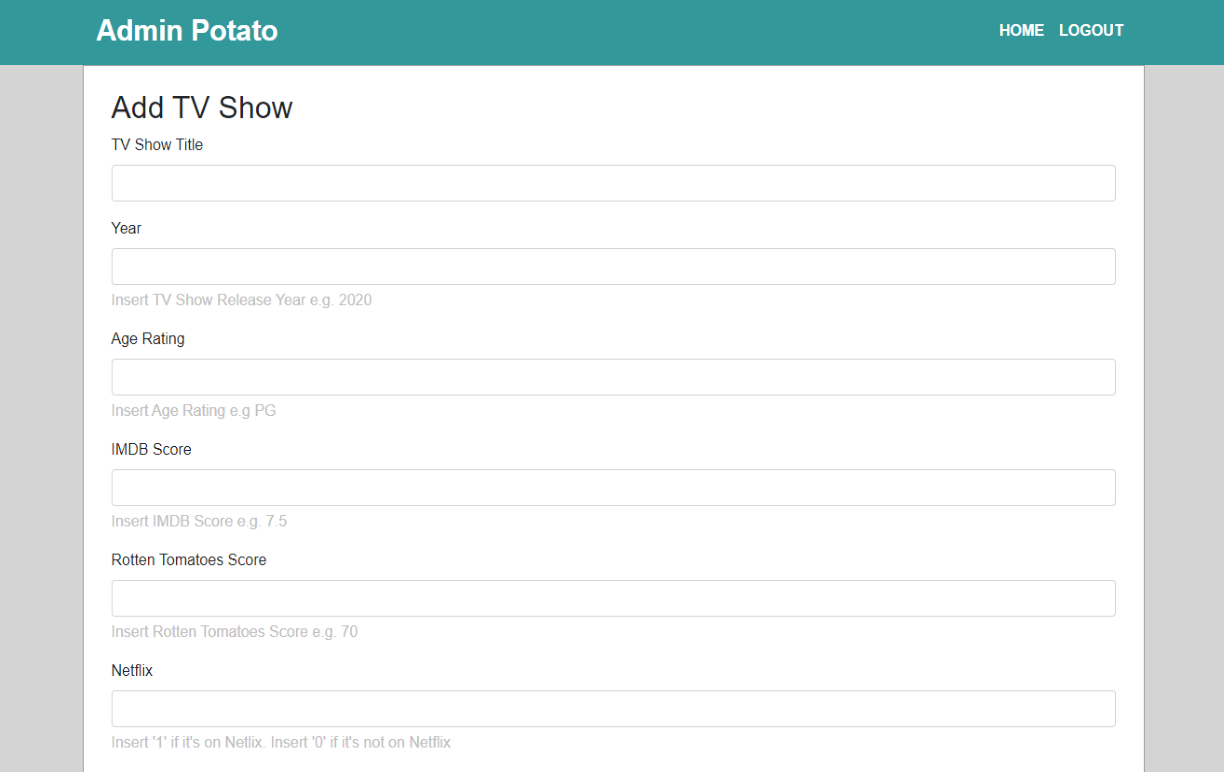 Admin Potato
HOME LOGOUT
Add TV Show
TV Show Title
Year
Insert TV Show Release Year e.g. 2020
Age Rating
Insert Age Rating e.g PG
IMDB Score
Insert IMDB Score e.g. 7.5
Rotten Tomatoes Score
Insert Rotten Tomatoes Score e.g. 70
Netflix
Insert '1' if it's on Netlix. Insert '0' if it's not on Netflix